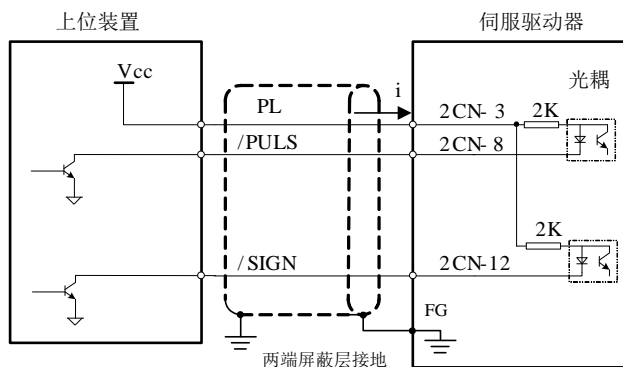 上位装置
伺服驱动器
Vcc
光耦
i
PL
2CN-3
2K
/PULS
2CN-8
2K
/SIGN
2CN-12
FG
两端屏蔽层接地